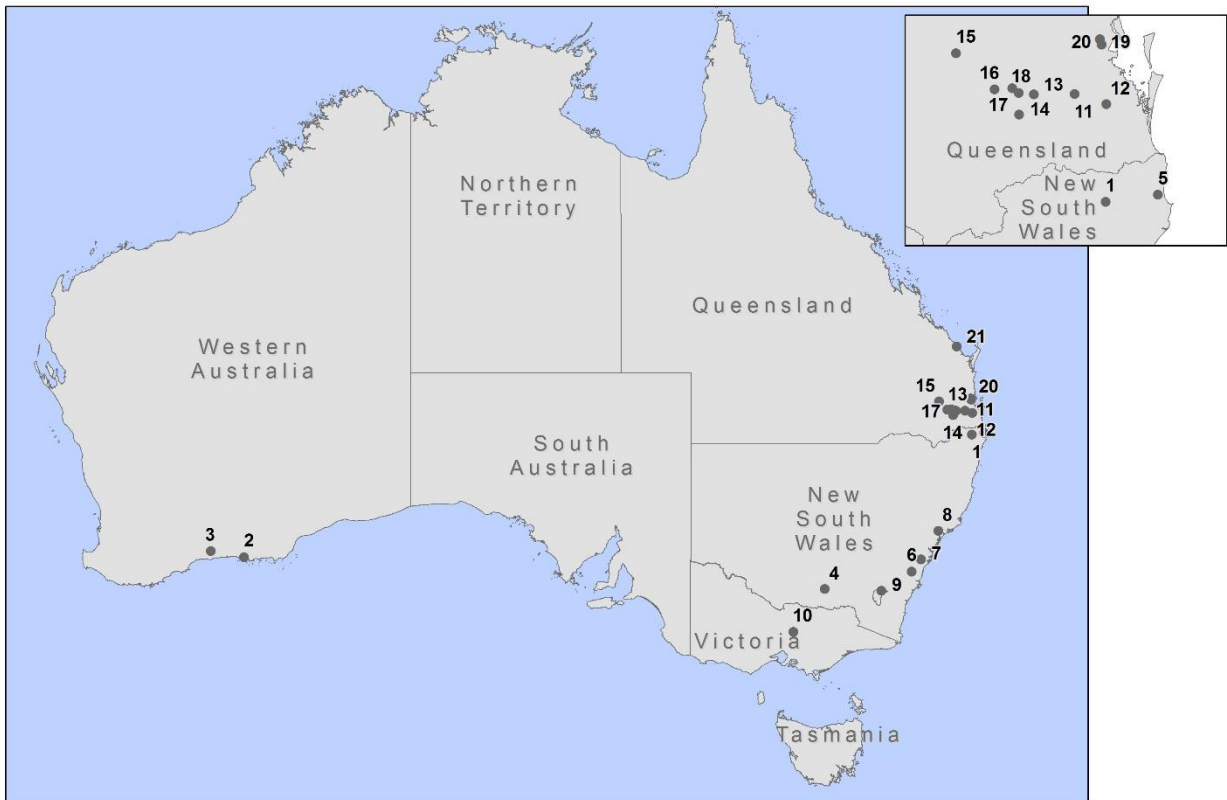 15
20
19
16
18
13
12
17
14
11
Queensland
New
South
Wales
1
5
Northern
Territory
Queensland
Western
Australia
21
15
13
20
17
11
14
12
1
South
Australia
New
South
Wales
8
3
2
6
7
4
9
10
Victoria
Tasmania